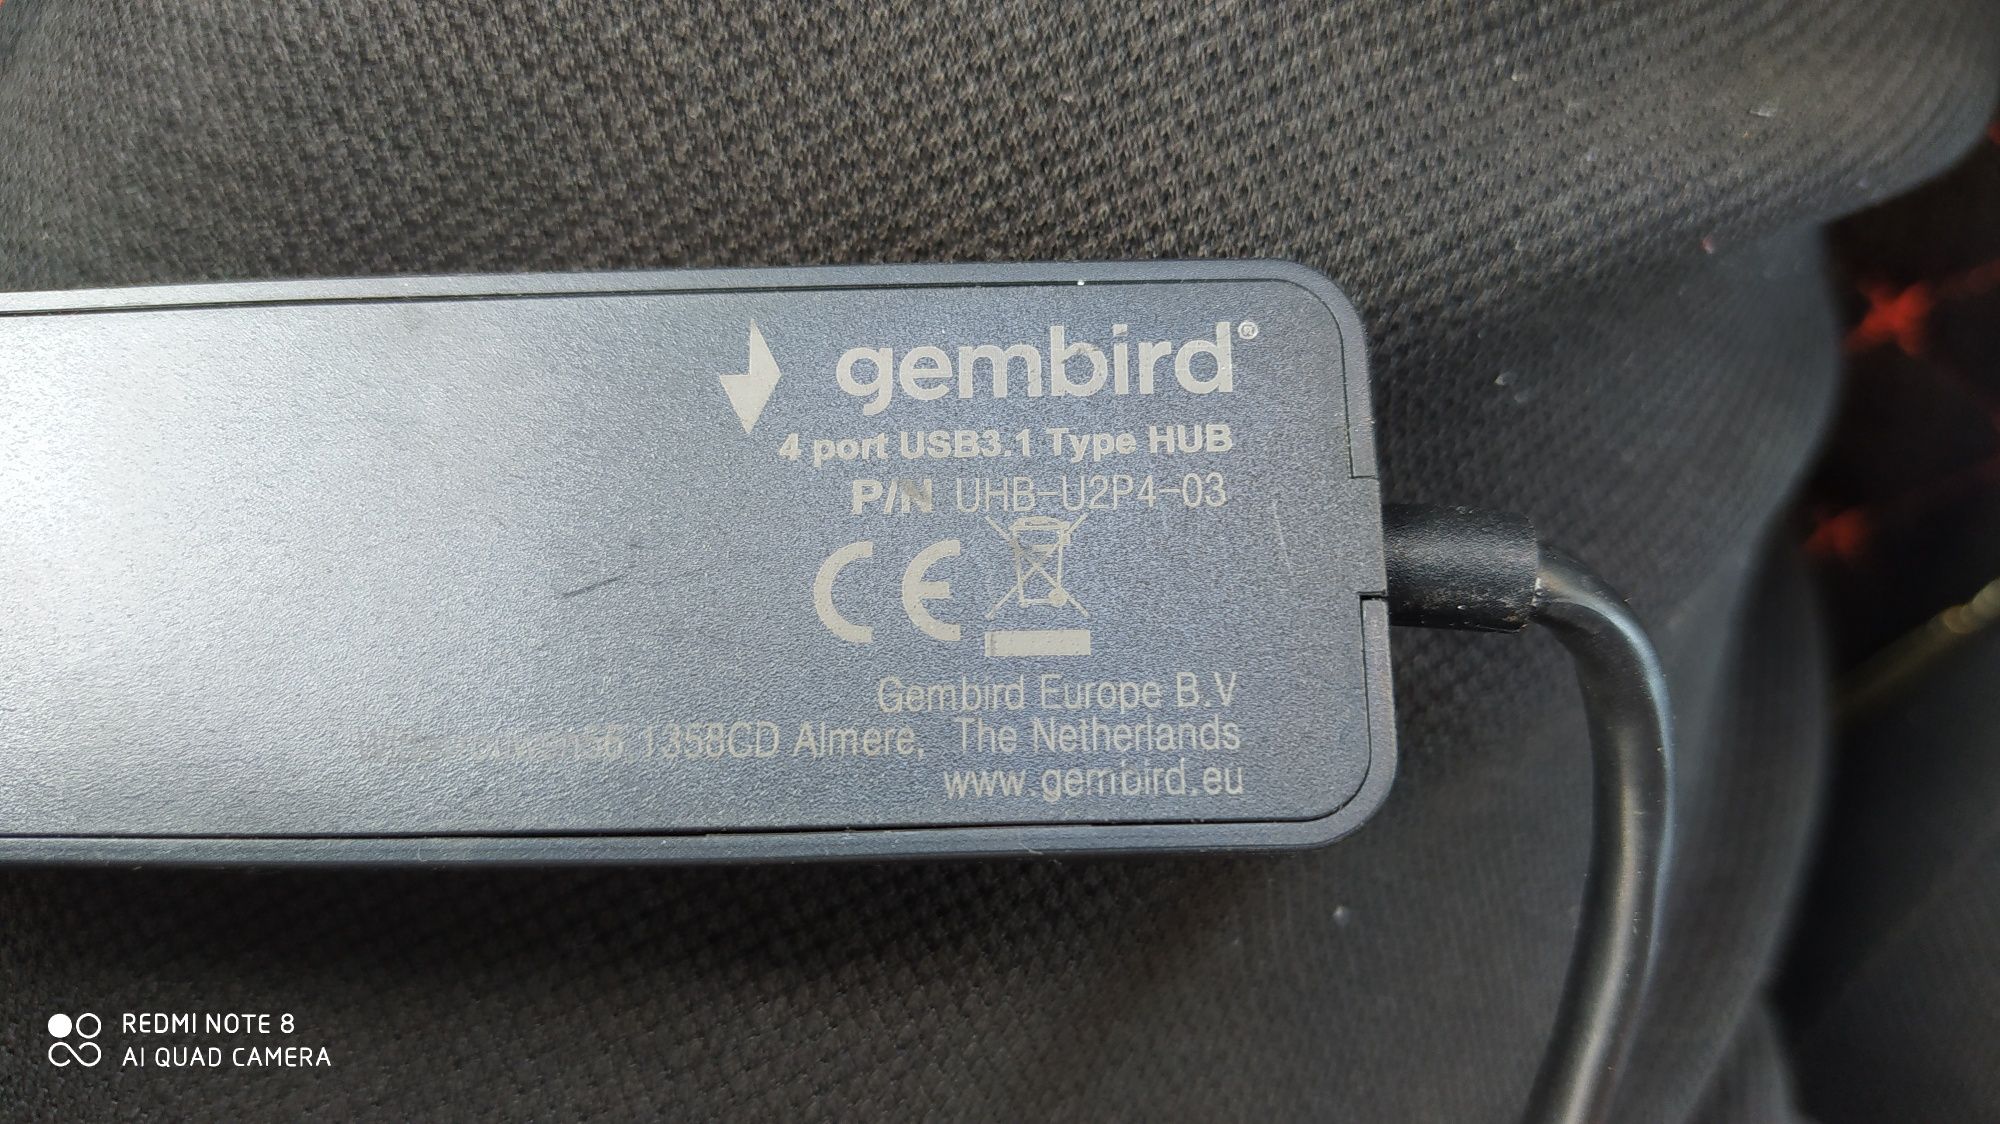 gembird®
4 port USB3.1 Type HUB
P/N UHB-U2P4-03
CE
Gembird Europe B.V
1358CD Almere, The Netherlands
www.gembird.eu
REDMI NOTE 8
AI QUAD CAMERA